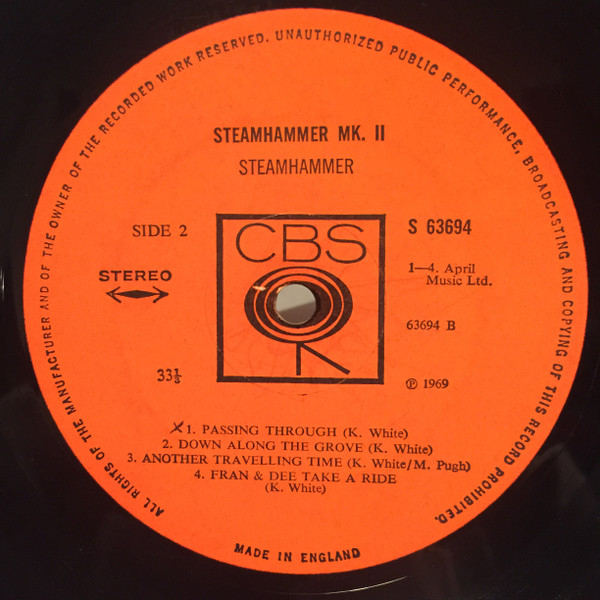 ALL RIGHTS OF THE MANUFACTURER AND OF THE OWNER OF THE RECORDED WORK RESERVED. UNAUTHORIZED PUBLIC PERFORMANCE, BROADCASTING AND COPYING OF THIS RECORD PROHIBITED.
STEAMHAMMER MK. II
STEAMHAMMER
SIDE 2
CBS
S 63694
STEREO
1—4. April
Music Ltd.
63694 B
33⅓
℗ 1969
1. PASSING THROUGH (K. White)
2. DOWN ALONG THE GROVE (K. White)
3. ANOTHER TRAVELLING TIME (K. White/M. Pugh)
4. FRAN & DEE TAKE A RIDE
(K. White)
MADE IN ENGLAND